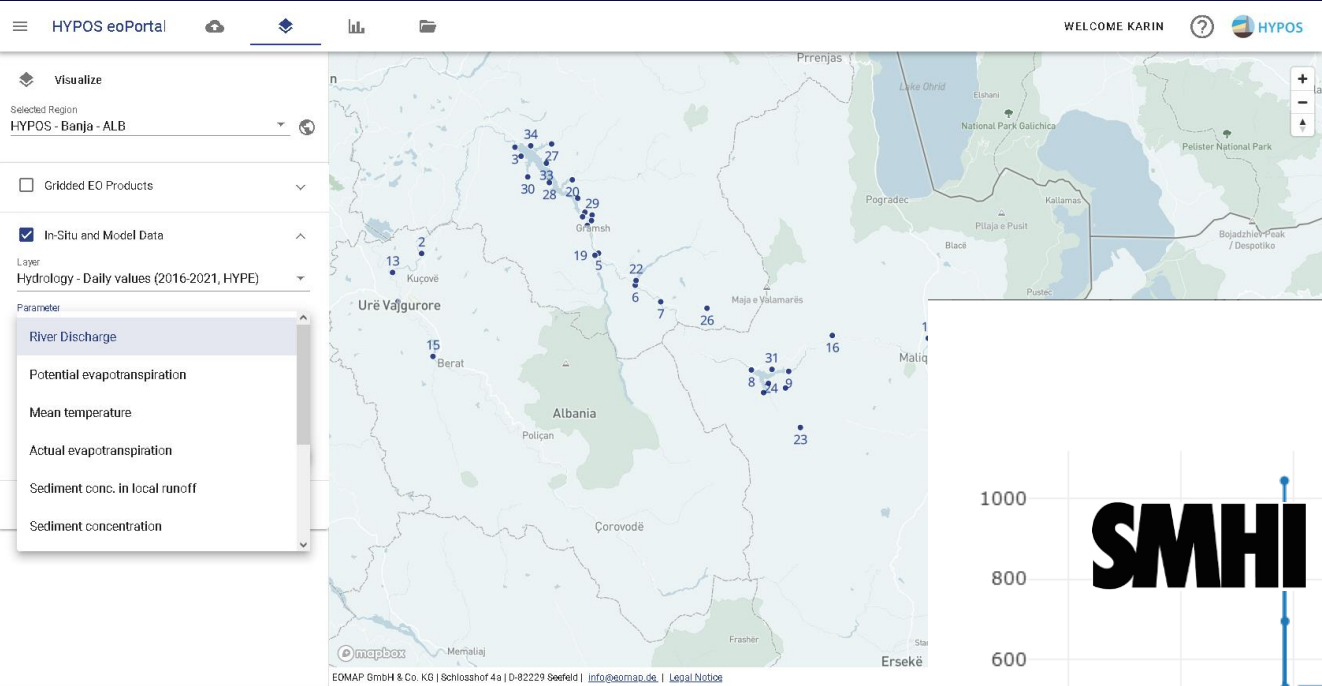 HYPOS eoPortal
WELCOME KARIN
?
HYPOS
Visualize
Selected Region
HYPOS - Banja - ALB
Gridded EO Products
In-Situ and Model Data
Layer
Hydrology - Daily values (2016-2021, HYPE)
Parameter
River Discharge
Potential evapotranspiration
Mean temperature
Actual evapotranspiration
Sediment conc. in local runoff
Sediment concentration
Prrenjas
Lake Ohrid
Elshani
National Park Galichica
Pelister National Park
34
3
27
33
30
28
20
29
Gramsh
Pogradec
Kallamas
Pllaja e Pusit
Blacë
Bojadzhiev Peak
/ Despotiko
2
13
Kuçovë
19
5
22
6
7
Urë Vajgurore
Maja e Valamarës
26
Pustec
16
15
Berat
31
8
24
9
Maliq
Albania
23
Poliçan
Çorovodë
Frashër
Memaliaj
Ersekë
mapbox
EOMAP GmbH & Co. KG | Schlosshof 4a | D-82229 Seefeld | info@eomap.de | Legal Notice
1000
800
600
SMHI